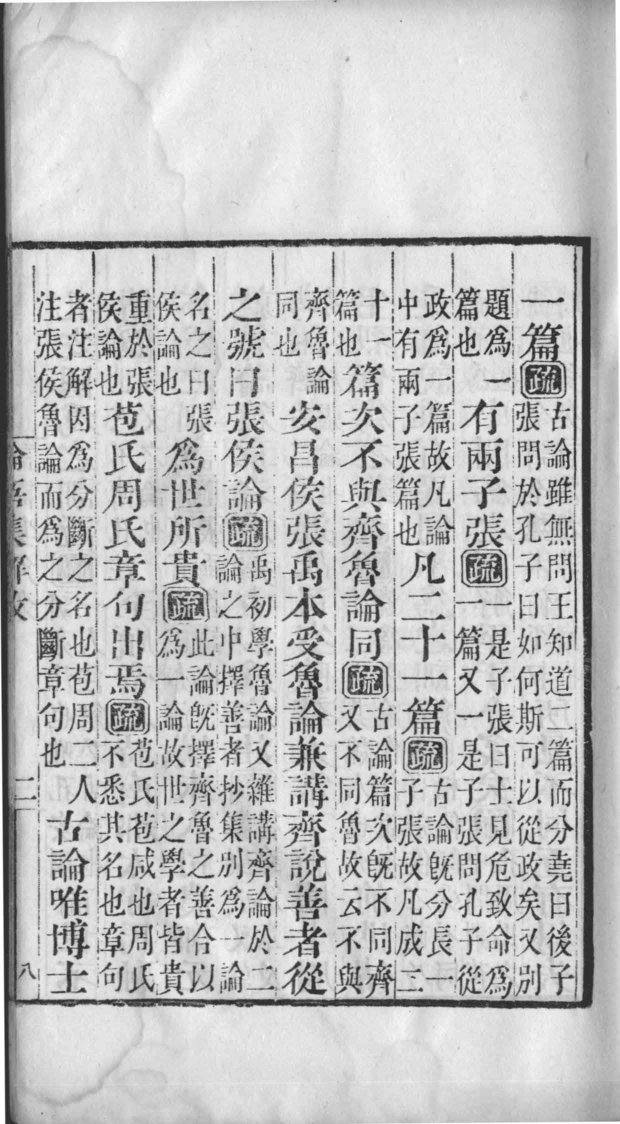 一篇疏古論雖無問王知道二篇而分堯曰後子
張問於孔子曰如何斯可以從政矣又別
題爲一
篇也
有兩子張疏一是子張曰士見危致命爲
一篇又一是子張問孔子從
政爲一篇故凡論
中有兩子張篇也
凡二十一篇疏古論旣分長一
子張故凡成二
十一
篇也
篇次不與齊魯論同疏古論篇次旣不同齊
又不同魯故云不與
齊魯論
同也
安昌侯張禹本受魯論兼講齊說善者從
之號曰張侯論疏禹初學魯論又雜講齊論於二
論之中擇善者抄集別爲一論
名之曰張
侯論也
爲世所貴疏此論旣擇齊魯之善合以
爲一論故世之學者皆貴
重於張
侯論也
苞氏周氏章句出焉疏苞氏苞咸也周氏
不悉其名也章句
者注解因爲分斷之名也苞周二人
注張侯魯論而爲之分斷章句也
古論唯博士
論語集解敘 二 八